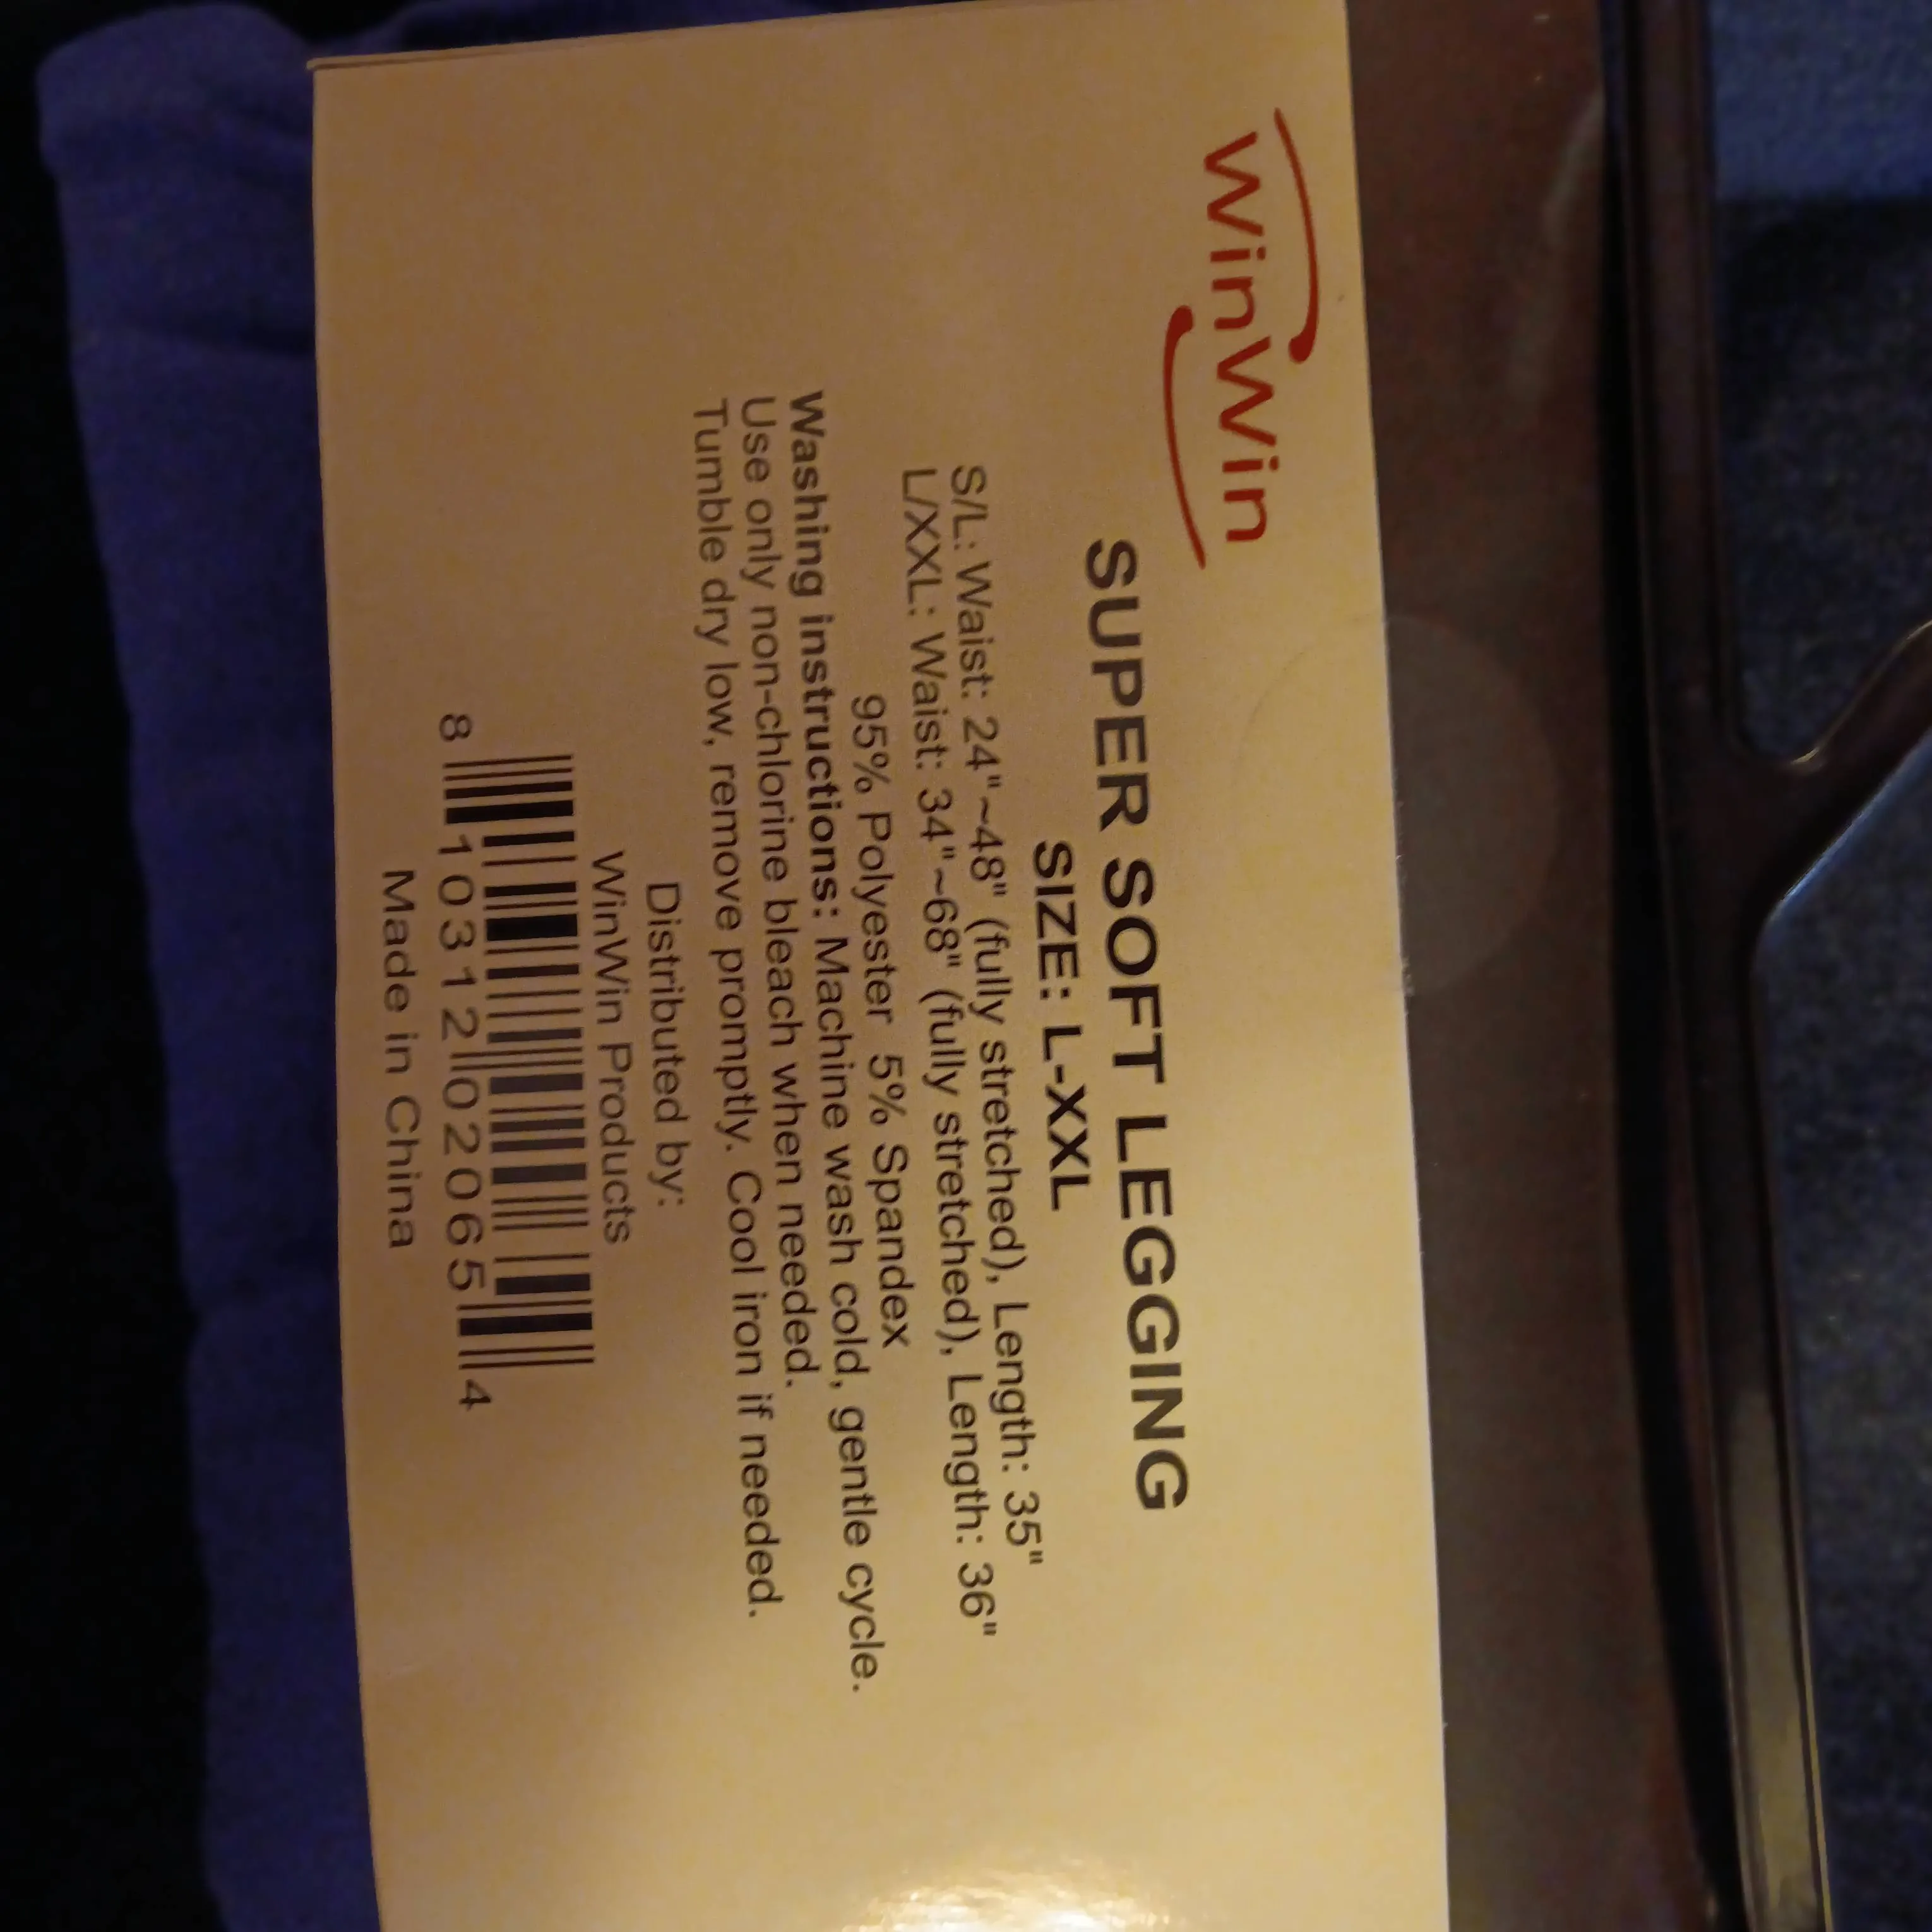 WinWin
SUPER SOFT LEGGING
SIZE: L-XXL
S/L: Waist: 24"~48" (fully stretched), Length: 35"
L/XXL: Waist: 34"~68" (fully stretched), Length: 36"
95% Polyester 5% Spandex
Washing instructions: Machine wash cold, gentle cycle.
Use only non-chlorine bleach when needed.
Tumble dry low, remove promptly. Cool iron if needed.
Distributed by:
WinWin Products
8 10312 02065 4
Made in China